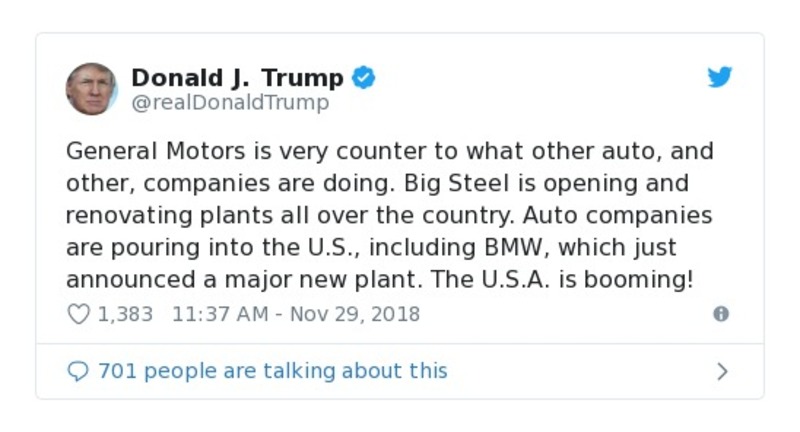 Donald J. Trump
@realDonaldTrump
General Motors is very counter to what other auto, and
other, companies are doing. Big Steel is opening and
renovating plants all over the country. Auto companies
are pouring into the U.S., including BMW, which just
announced a major new plant. The U.S.A. is booming!
1,383 11:37 AM - Nov 29, 2018
701 people are talking about this